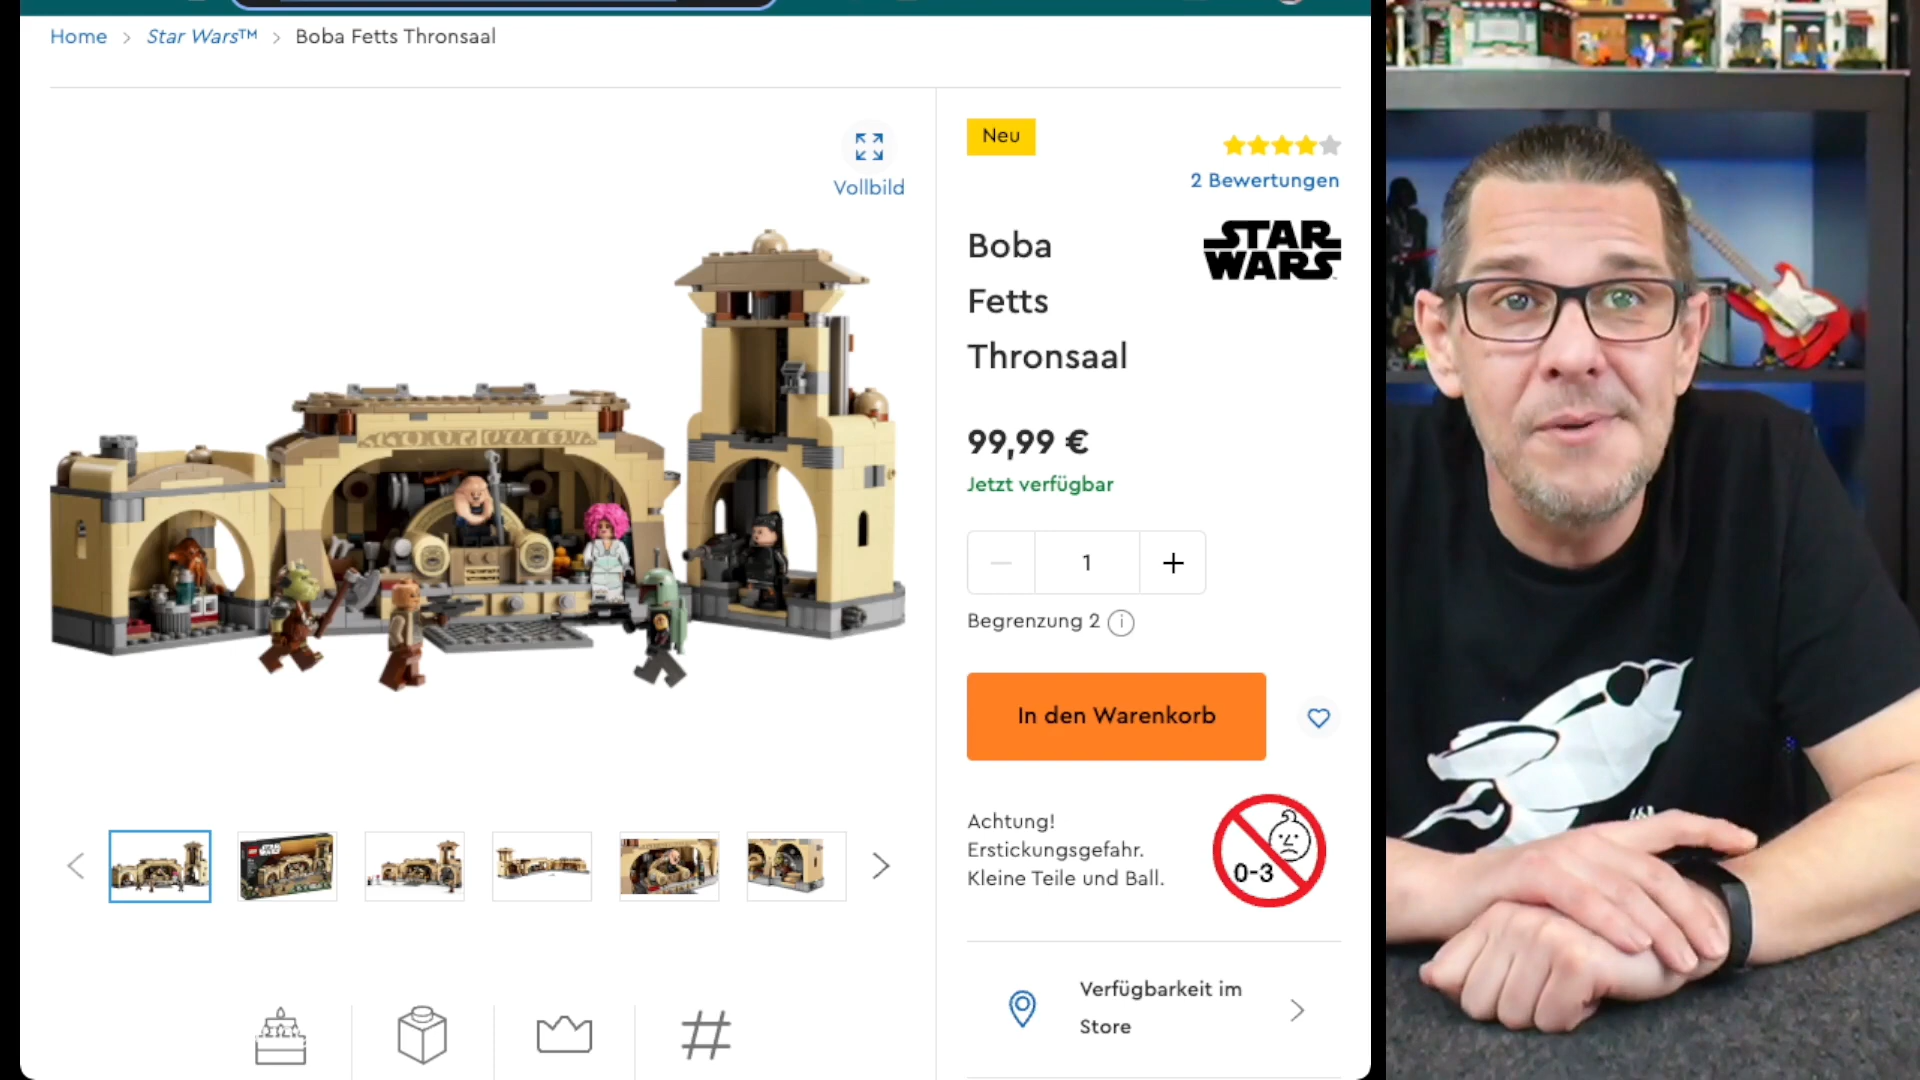 Home > Star Wars™ > Boba Fetts Thronsaal
Vollbild
Neu
2 Bewertungen
Boba
Fetts
Thronsaal
STAR
WARS
99,99 €
Jetzt verfügbar
1
Begrenzung 2
In den Warenkorb
Achtung!
Erstickungsgefahr.
Kleine Teile und Ball.
0-3
Verfügbarkeit im
Store